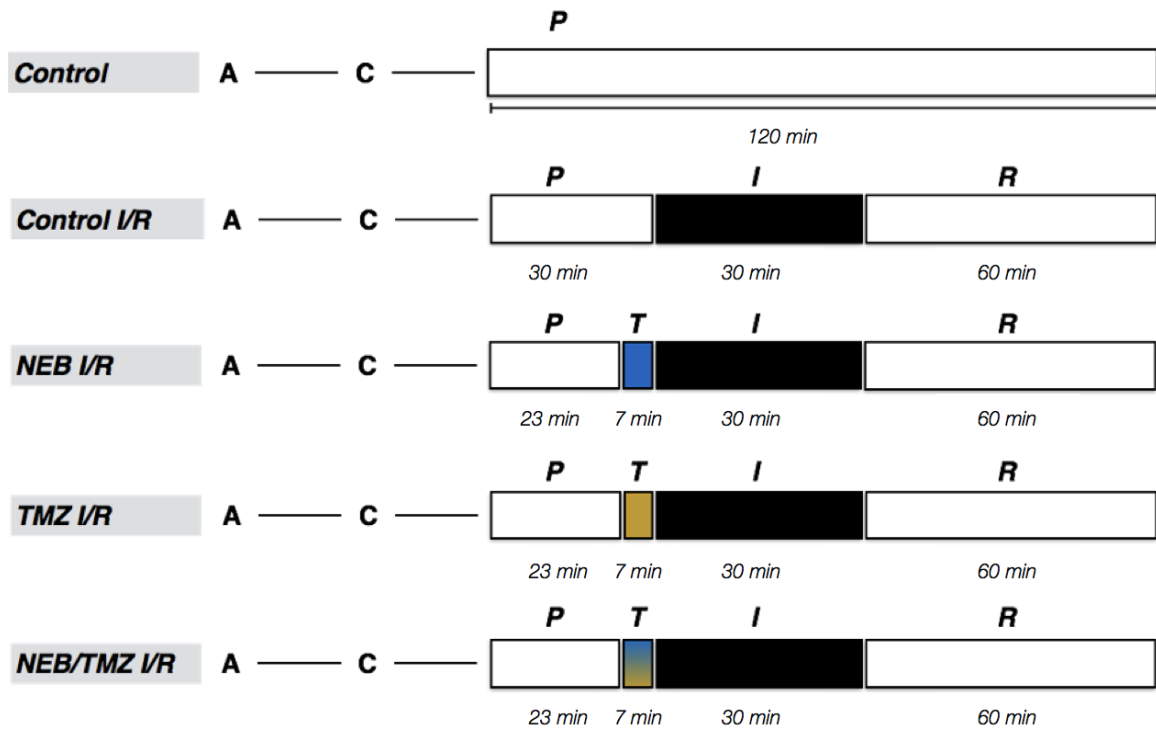 P
Control A C
120 min
P I R
Control I/R A C
30 min 30 min 60 min
P T I R
NEB I/R A C
23 min 7 min 30 min 60 min
P T I R
TMZ I/R A C
23 min 7 min 30 min 60 min
P T I R
NEB/TMZ I/R A C
23 min 7 min 30 min 60 min